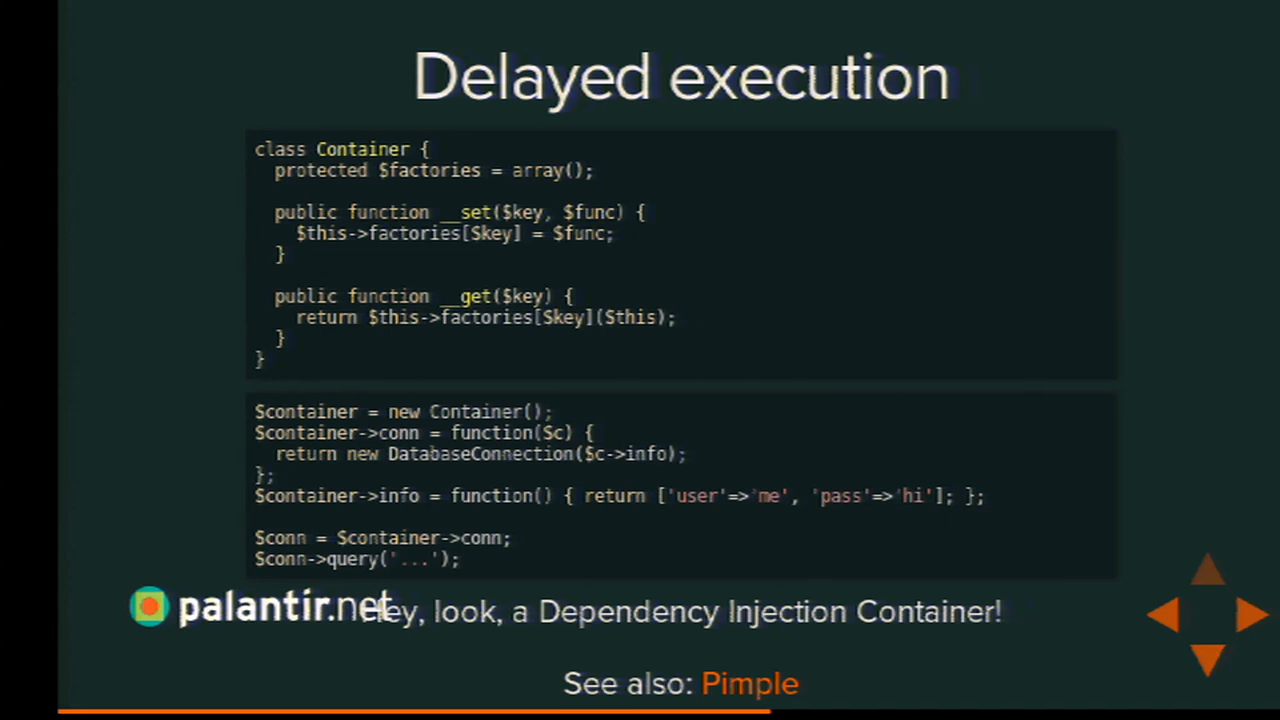 Delayed execution
class Container {
  protected $factories = array();

  public function __set($key, $func) {
    $this->factories[$key] = $func;
  }

  public function __get($key) {
    return $this->factories[$key]($this);
  }
}
$container = new Container();
$container->conn = function($c) {
  return new DatabaseConnection($c->info);
};
$container->info = function() { return ['user'=>'me', 'pass'=>'hi']; };

$conn = $container->conn;
$conn->query('...');
palantir.net
Hey, look, a Dependency Injection Container!
See also: Pimple